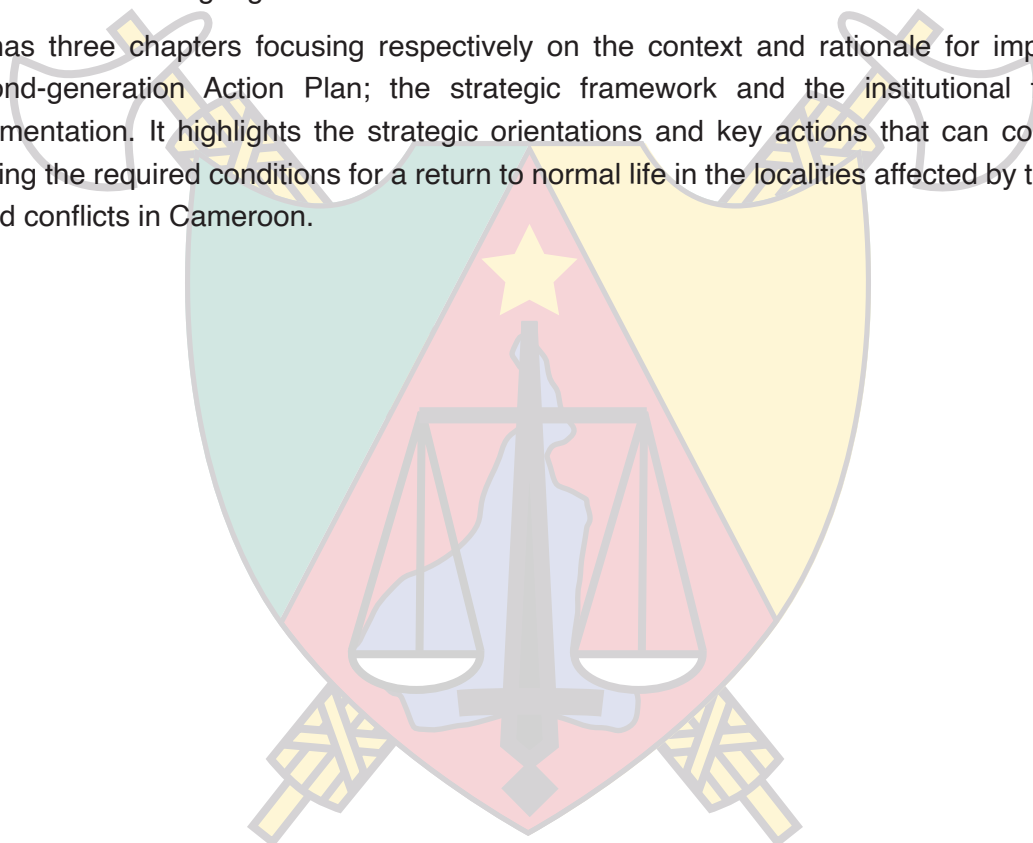 has three chapters focusing respectively on the context and rationale for imp
ond-generation Action Plan; the strategic framework and the institutional
mentation. It highlights the strategic orientations and key actions that can co
ing the required conditions for a return to normal life in the localities affected by t
d conflicts in Cameroon.